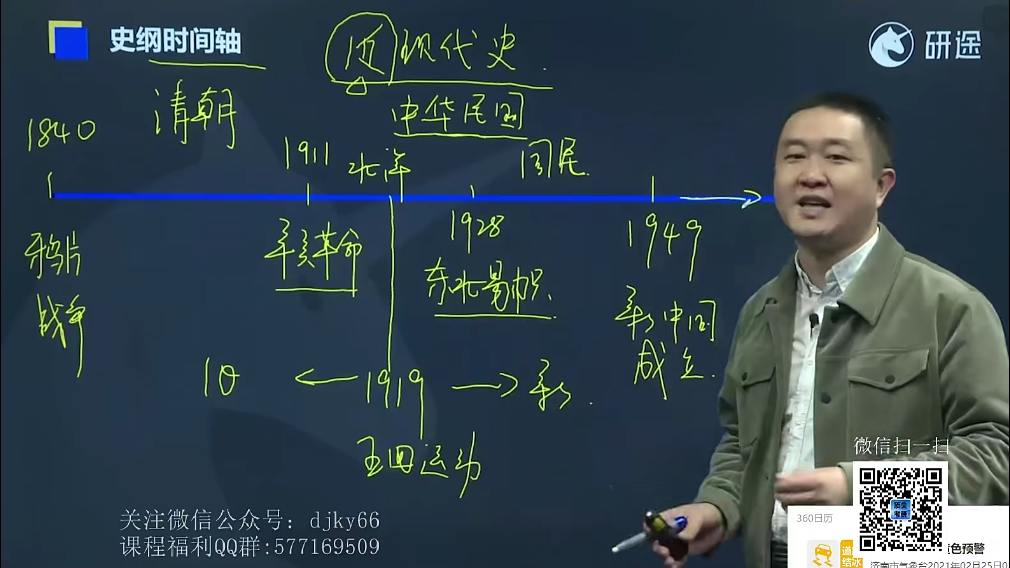 史纲时间轴
近现代史.
研途
中华民国
1840
清朝
1911
北洋
国民
鸦片
战争
辛亥革命
1928
东北易帜.
1949
新中国
成立.
旧 ← 1919 → 新.
五四运动
微信扫一扫
关注微信公众号: djky66
课程福利QQ群:577169509
360日历
色预警
道
结冰
济南市气象台2021年02月25日0